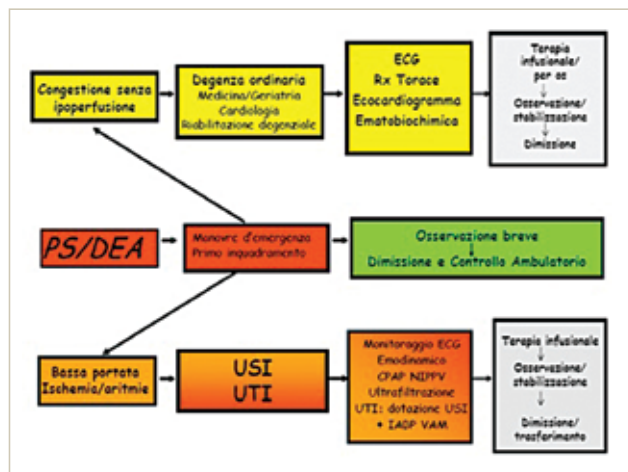 Congestione senza
ipoperfusione
Degenza ordinaria
Medicina/Geriatria
Cardiologia
Riabilitazione degenziale
ECG
Rx Torace
Ecocardiogramma
Ematobiochimica
Terapia
infusionale/
per os
Osservazione/
stabilizzazione
Dimissione
PS/DEA
Manovre d'emergenza
Primo inquadramento
Osservazione breve
Dimissione e Controllo Ambulatorio
Bassa portata
Ischemia/aritmie
USI
UTI
Monitoraggio ECG
Emodinamico
CPAP NIPPV
Ultrafiltrazione
UTI: dotazione USI
+ IABP VAM
Terapia infusionale
Osservazione/
stabilizzazione
Dimissione/
trasferimento